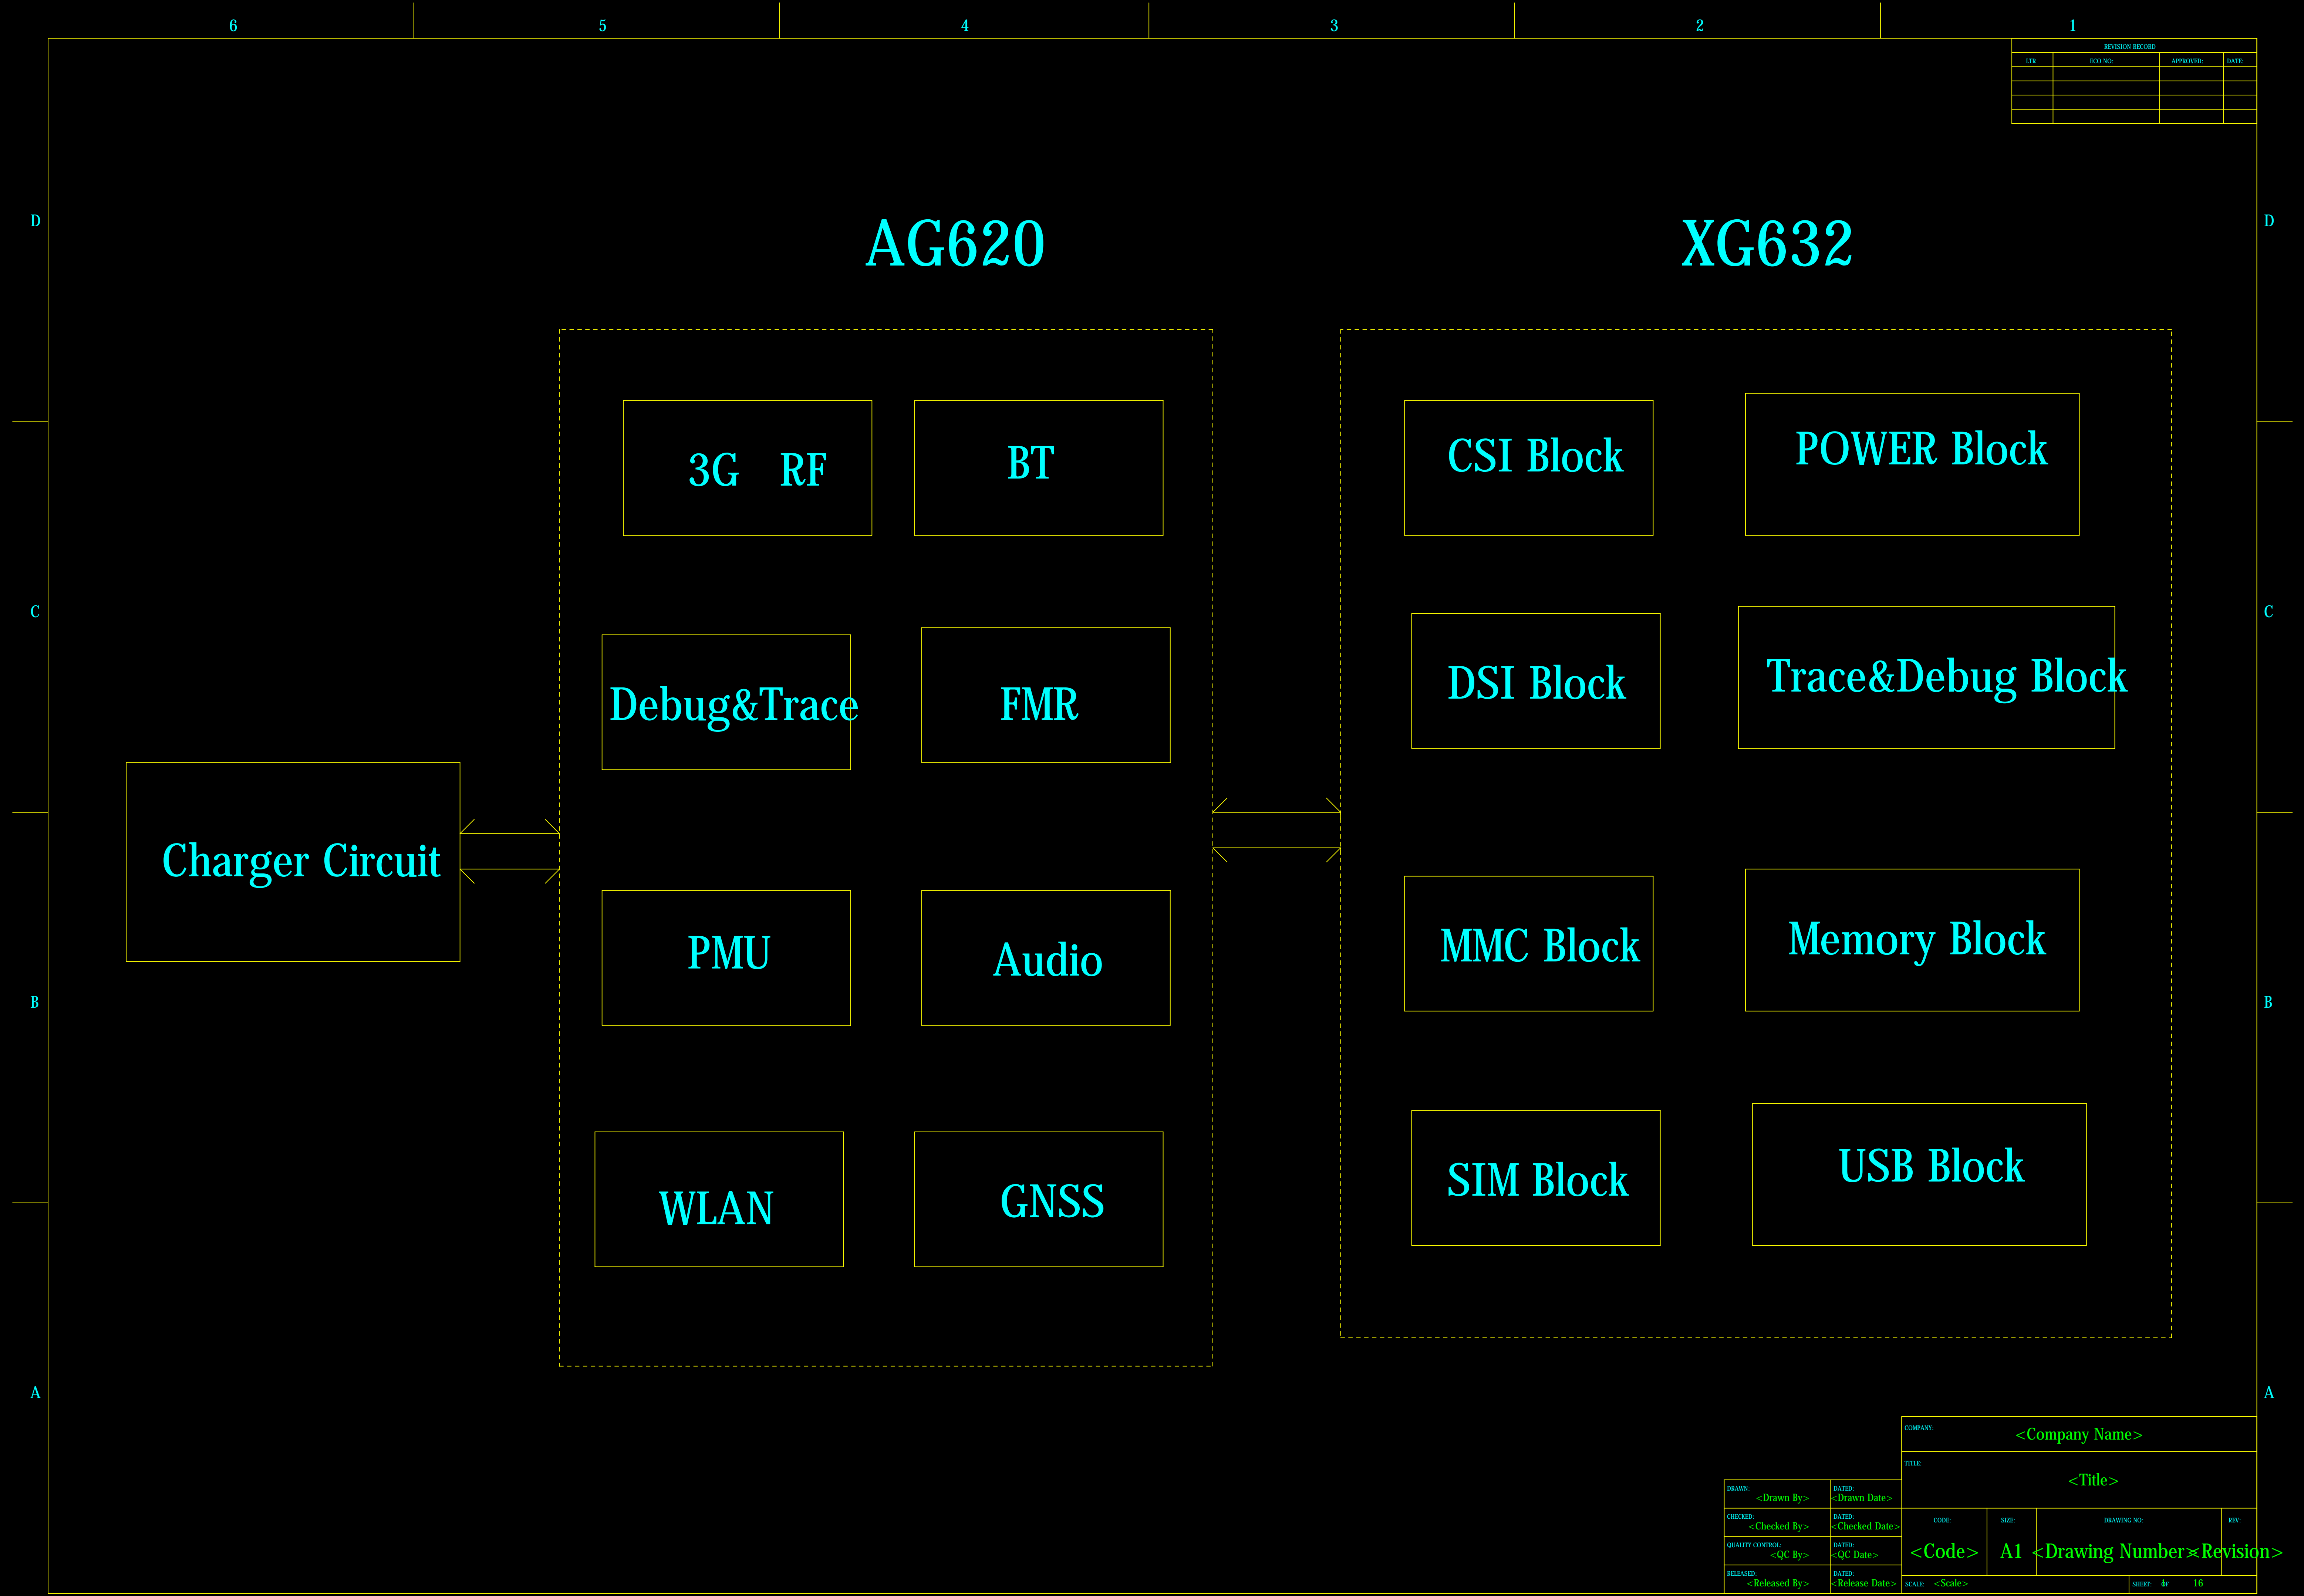 6 5 4 3 2 1
REVISION RECORD
LTR ECO NO: APPROVED: DATE:
D D
AG620 XG632
3G RF BT CSI Block POWER Block
C C
Debug&Trace FMR DSI Block Trace&Debug Block
Charger Circuit
PMU Audio MMC Block Memory Block
B B
WLAN GNSS SIM Block USB Block
A A
COMPANY: <Company Name>
TITLE: <Title>
DRAWN: <Drawn By> DATED: <Drawn Date>
CHECKED: <Checked By> DATED: <Checked Date>
CODE: SIZE: DRAWING NO: REV:
<Code> A1 <Drawing Number> <Revision>
QUALITY CONTROL: <QC By> DATED: <QC Date>
RELEASED: <Released By> DATED: <Release Date>
SCALE: <Scale> SHEET: 1 OF 16